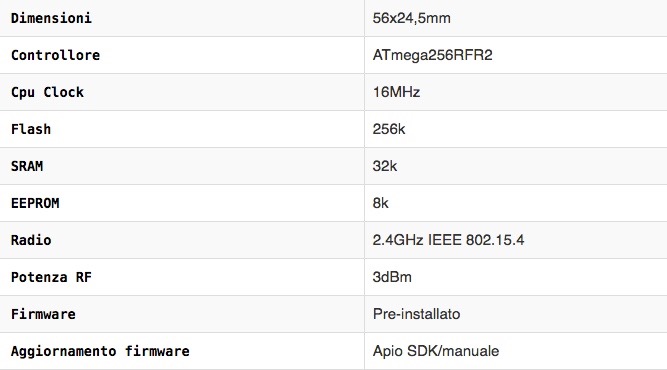 Dimensioni 56x24,5mm
Controllore ATmega256RFR2
Cpu Clock 16MHz
Flash 256k
SRAM 32k
EEPROM 8k
Radio 2.4GHz IEEE 802.15.4
Potenza RF 3dBm
Firmware Pre-installato
Aggiornamento firmware Apio SDK/manuale